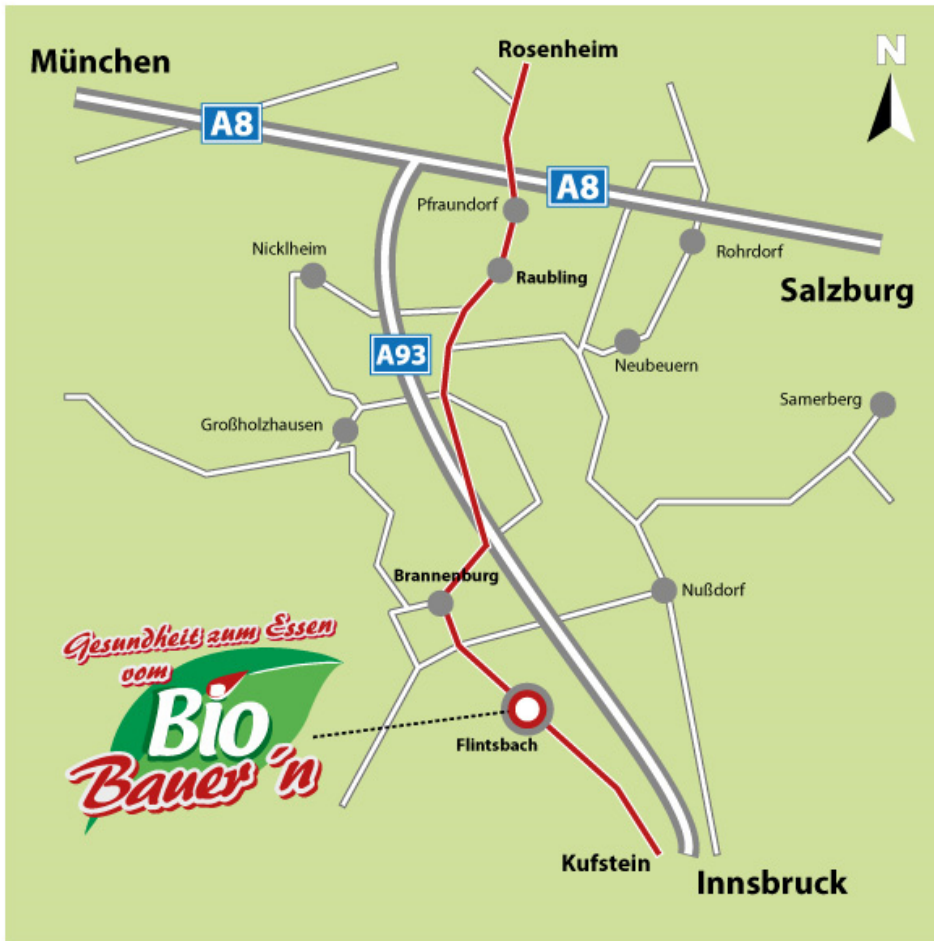 Rosenheim
München
N
A8
A8
Pfraundorf
Rohrdorf
Nicklheim
Raubling
Salzburg
A93
Neubeuern
Samerberg
Großholzhausen
Brannenburg
Nußdorf
Gesundheit zum Essen
vom
Bio
Bauer'n
Flintsbach
Kufstein
Innsbruck